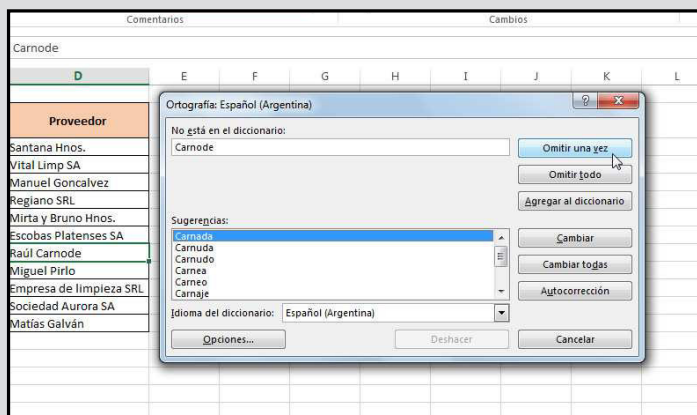 Comentarios
Cambios
Carnode
D E F G H I J K L
Proveedor
Santana Hnos.
Vital Limp SA
Manuel Goncalvez
Regiano SRL
Mirta y Bruno Hnos.
Escobas Platenses SA
Raúl Carnode
Miguel Pirlo
Empresa de limpieza SRL
Sociedad Aurora SA
Matías Galván
Ortografía: Español (Argentina)
No está en el diccionario:
Carnode
Omitir una vez
Omitir todo
Agregar al diccionario
Sugerencias:
Carnada
Carnuda
Carnudo
Carnea
Carneo
Carnaje
Cambiar
Cambiar todas
Autocorrección
Idioma del diccionario: Español (Argentina)
Opciones...
Deshacer
Cancelar